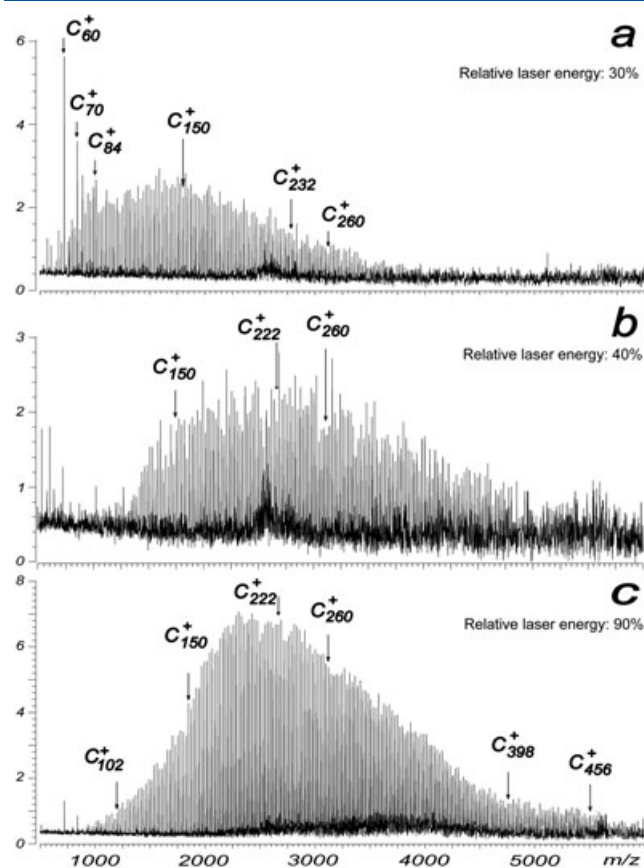 a
Relative laser energy: 30%
6
4
2
0
C₆₀⁺
C₇₀⁺
C₈₄⁺
C₁₅₀⁺
C₂₃₂⁺
C₂₆₀⁺
b
Relative laser energy: 40%
3
2
1
0
C₁₅₀⁺
C₂₂₂⁺
C₂₆₀⁺
c
Relative laser energy: 90%
8
6
4
2
0
C₁₀₂⁺
C₁₅₀⁺
C₂₂₂⁺
C₂₆₀⁺
C₃₉₈⁺
C₄₅₆⁺
1000 2000 3000 4000 5000 m/z